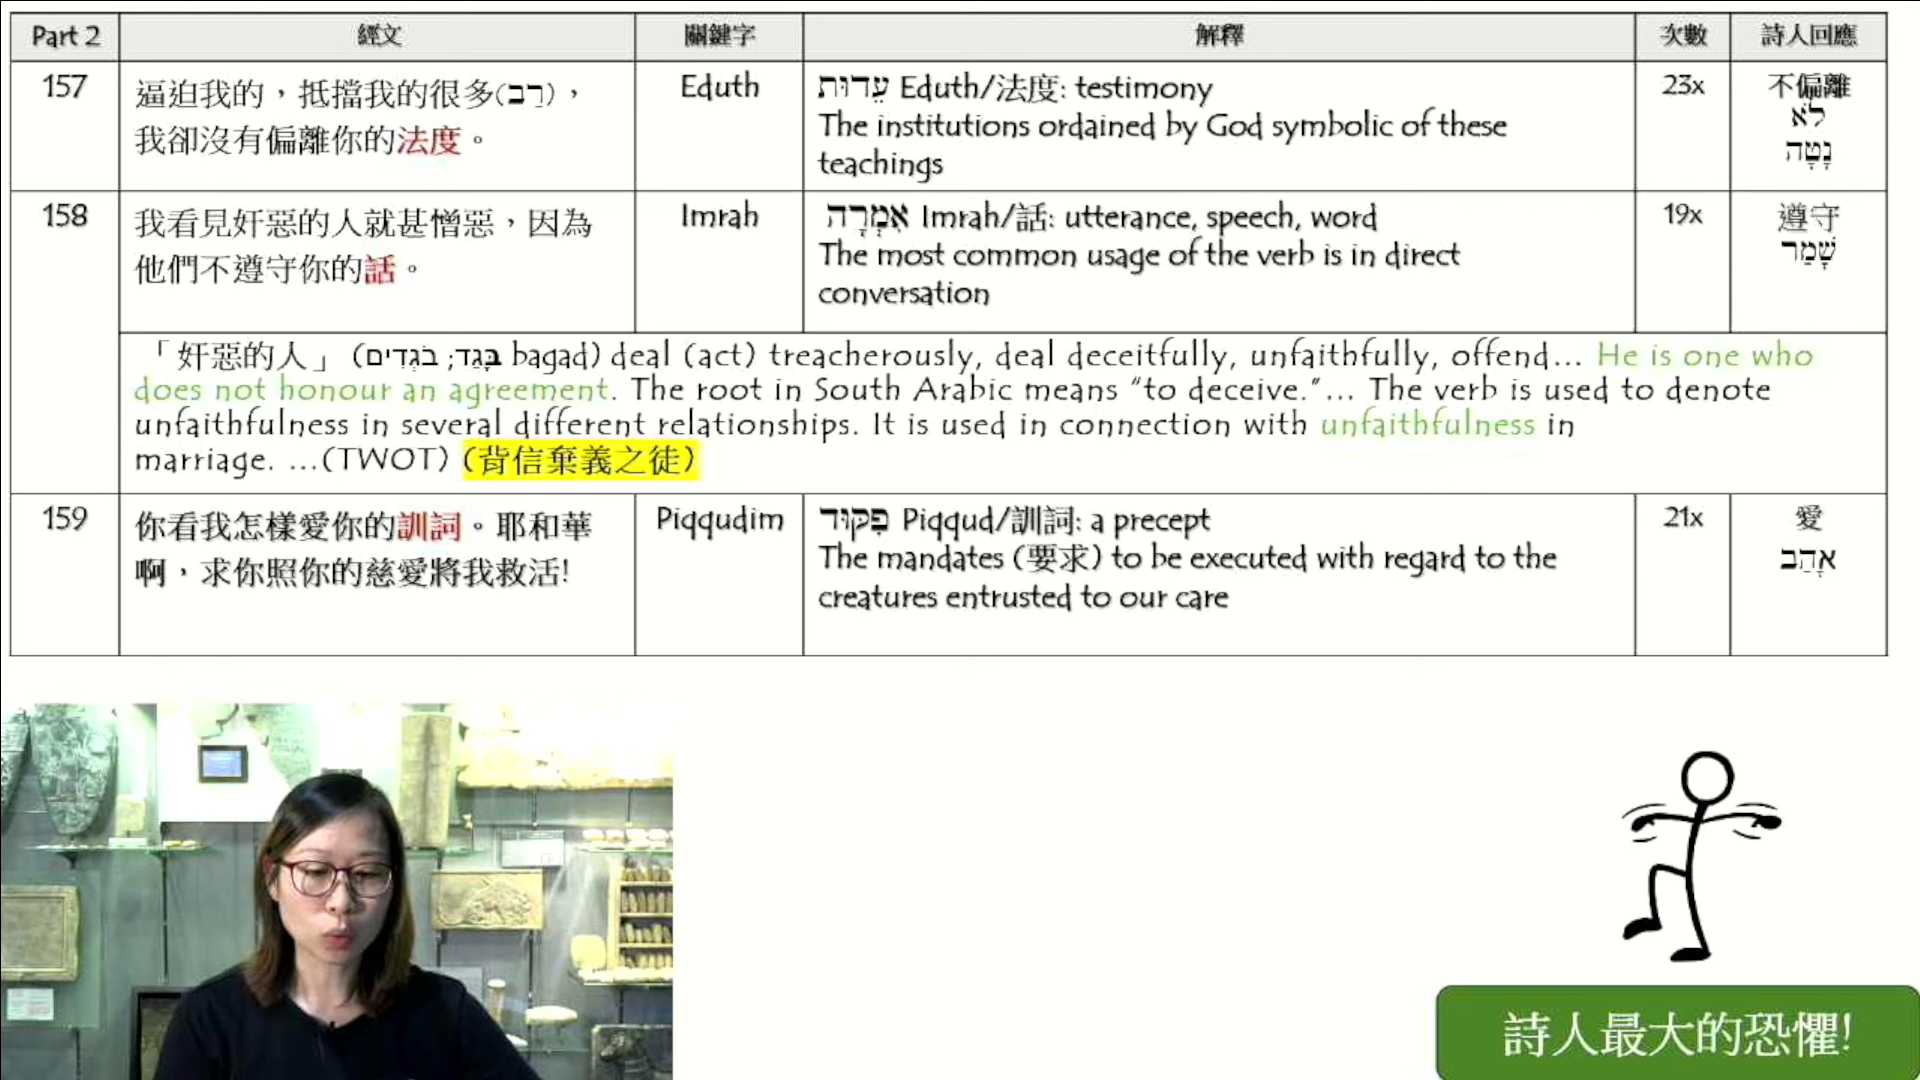 Part 2 經文 關鍵字 解釋 次數 詩人回應
157
逼迫我的，抵擋我的很多(רַב)，
我卻沒有偏離你的法度。
Eduth
עֵדוּת Eduth/法度: testimony
The institutions ordained by God symbolic of these
teachings
23x
不偏離
לֹא
נָטָה
158
我看見奸惡的人就甚憎惡，因為
他們不遵守你的話。
Imrah
אִמְרָה Imrah/話: utterance, speech, word
The most common usage of the verb is in direct
conversation
19x
遵守
שָׁמַר
「奸惡的人」 (בָּגַד; בֹגְדִים bagad) deal (act) treacherously, deal deceitfully, unfaithfully, offend... He is one who
does not honour an agreement. The root in South Arabic means “to deceive.”... The verb is used to denote
unfaithfulness in several different relationships. It is used in connection with unfaithfulness in
marriage. ...(TWOT) (背信棄義之徒)
159
你看我怎樣愛你的訓詞。耶和華
啊，求你照你的慈愛將我救活!
Piqqudim
פִּקּוּד Piqqud/訓詞: a precept
The mandates (要求) to be executed with regard to the
creatures entrusted to our care
21x
愛
אָהַב
詩人最大的恐懼!